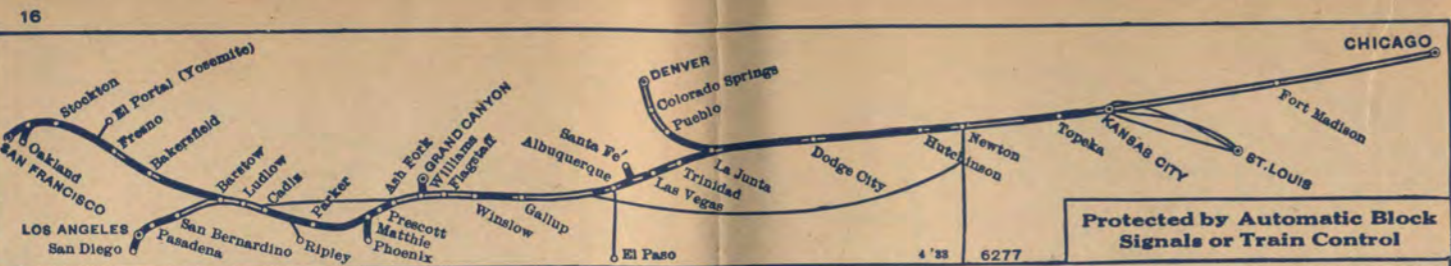 16
CHICAGO
Fort Madison
ST. LOUIS
KANSAS CITY
Topeka
Newton
Hutchinson
Dodge City
La Junta
Trinidad
Las Vegas
DENVER
Colorado Springs
Pueblo
Santa Fé
Albuquerque
El Paso
Gallup
Winslow
Flagstaff
Williams
GRAND CANYON
Ash Fork
Prescott
Matthie
Phoenix
Parker
Ripley
Cadiz
Ludlow
Barstow
San Bernardino
Pasadena
LOS ANGELES
San Diego
Bakersfield
Fresno
El Portal (Yosemite)
Stockton
Oakland
SAN FRANCISCO
4 '33 6277
Protected by Automatic Block
Signals or Train Control